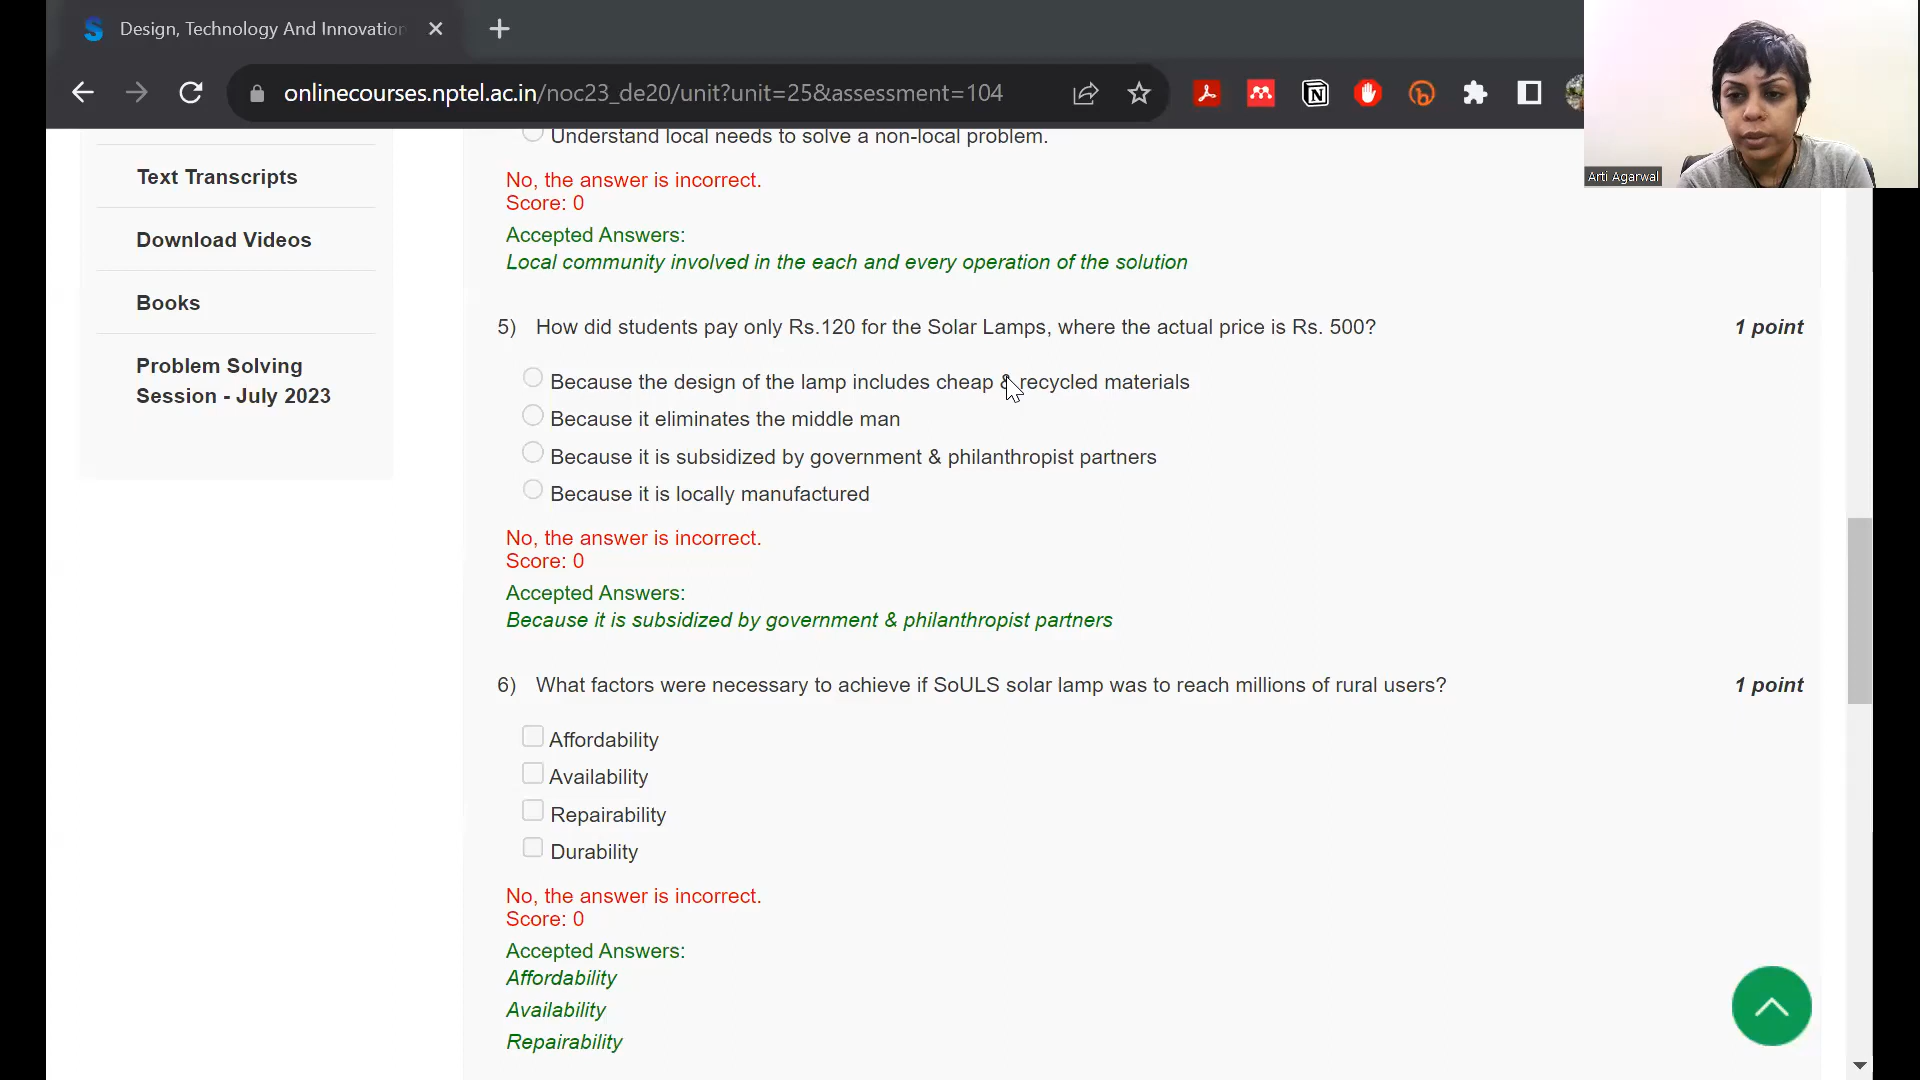 Design, Technology And Innovation
onlinecourses.nptel.ac.in/noc23_de20/unit?unit=25&assessment=104
Arti Agarwal
Text Transcripts
Download Videos
Books
Problem Solving
Session - July 2023
Understand local needs to solve a non-local problem.
No, the answer is incorrect.
Score: 0
Accepted Answers:
Local community involved in the each and every operation of the solution
5) How did students pay only Rs.120 for the Solar Lamps, where the actual price is Rs. 500? 1 point
Because the design of the lamp includes cheap & recycled materials
Because it eliminates the middle man
Because it is subsidized by government & philanthropist partners
Because it is locally manufactured
No, the answer is incorrect.
Score: 0
Accepted Answers:
Because it is subsidized by government & philanthropist partners
6) What factors were necessary to achieve if SoULS solar lamp was to reach millions of rural users? 1 point
Affordability
Availability
Repairability
Durability
No, the answer is incorrect.
Score: 0
Accepted Answers:
Affordability
Availability
Repairability